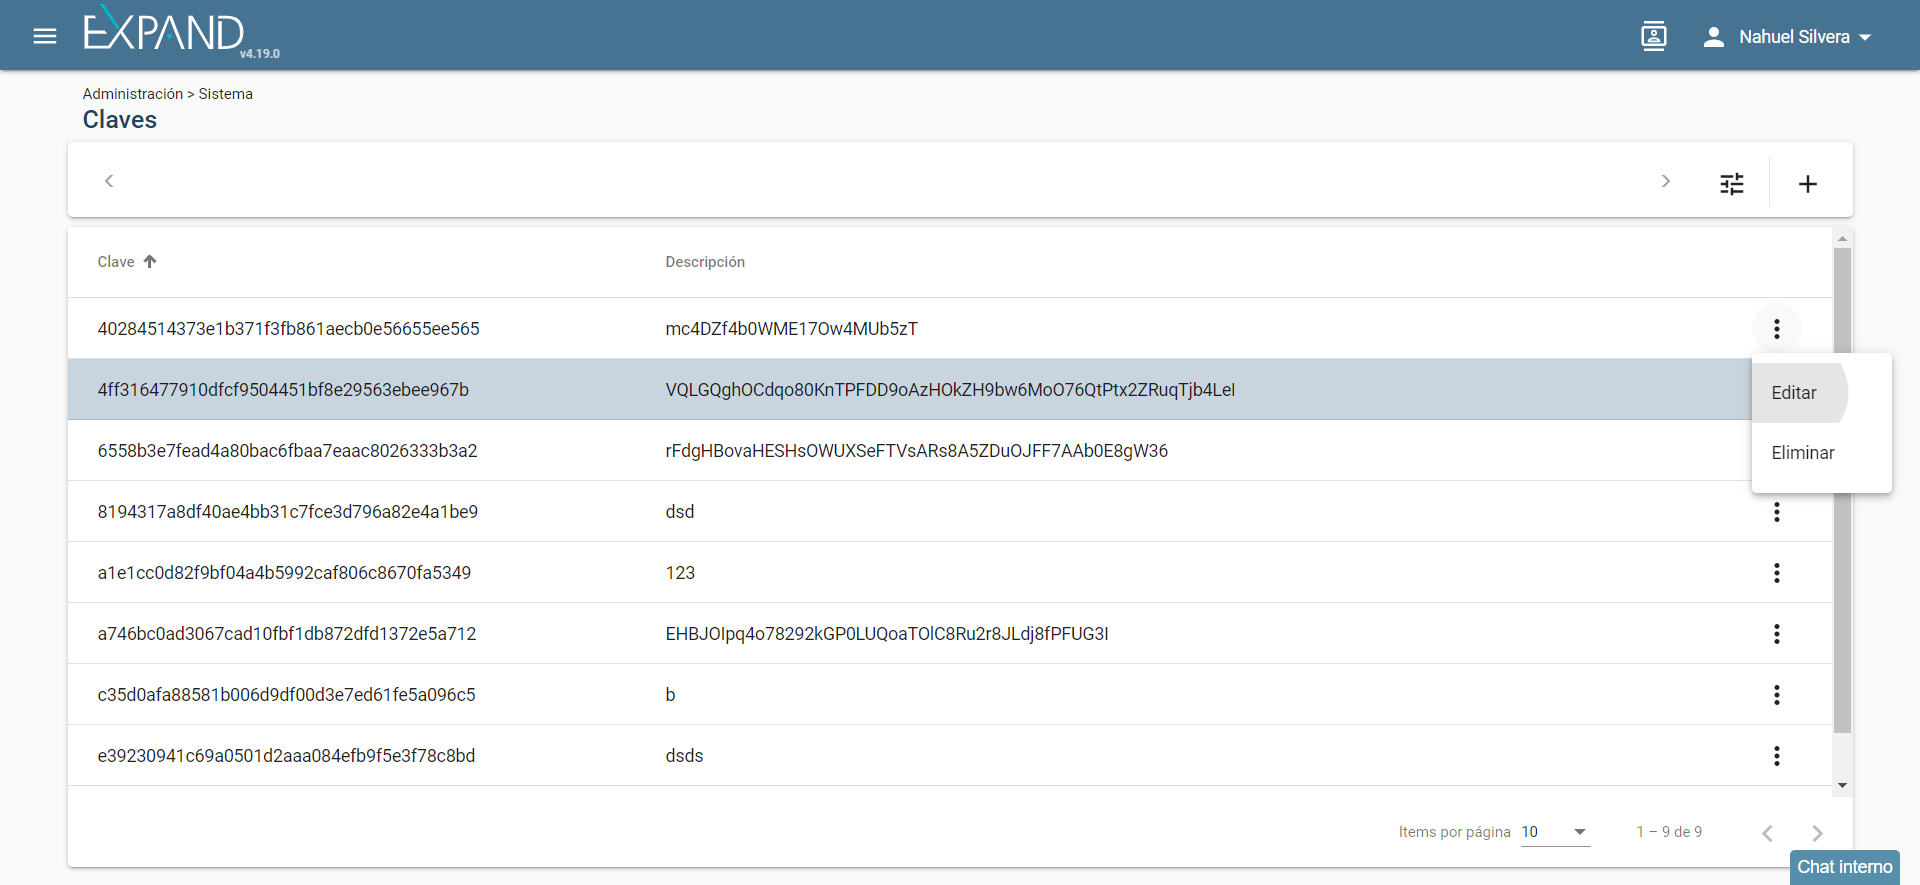 EXPAND
v4.19.0
Nahuel Silvera
Administración > Sistema
Claves
Clave
Descripción
40284514373e1b371f3fb861aecb0e56655ee565
mc4DZf4b0WME17Ow4MUb5zT
4ff316477910dfcf9504451bf8e29563ebee967b
VQLGQghOCdqo80KnTPFDD9oAzHOkZH9bw6MoO76QtPtx2ZRuqTjb4LeI
Editar
6558b3e7fead4a80bac6fbaa7eaac8026333b3a2
rFdgHBovaHESHsOWUXSeFTVsARs8A5ZDuOJFF7AAb0E8gW36
Eliminar
8194317a8df40ae4bb31c7fce3d796a82e4a1be9
dsd
a1e1cc0d82f9bf04a4b5992caf806c8670fa5349
123
a746bc0ad3067cad10fbf1db872dfd1372e5a712
EHBJOIpq4o78292kGP0LUQoaTOlC8Ru2r8JLdj8fPFUG3I
c35d0afa88581b006d9df00d3e7ed61fe5a096c5
b
e39230941c69a0501d2aaa084efb9f5e3f78c8bd
dsds
Items por página 10
1 – 9 de 9
Chat interno